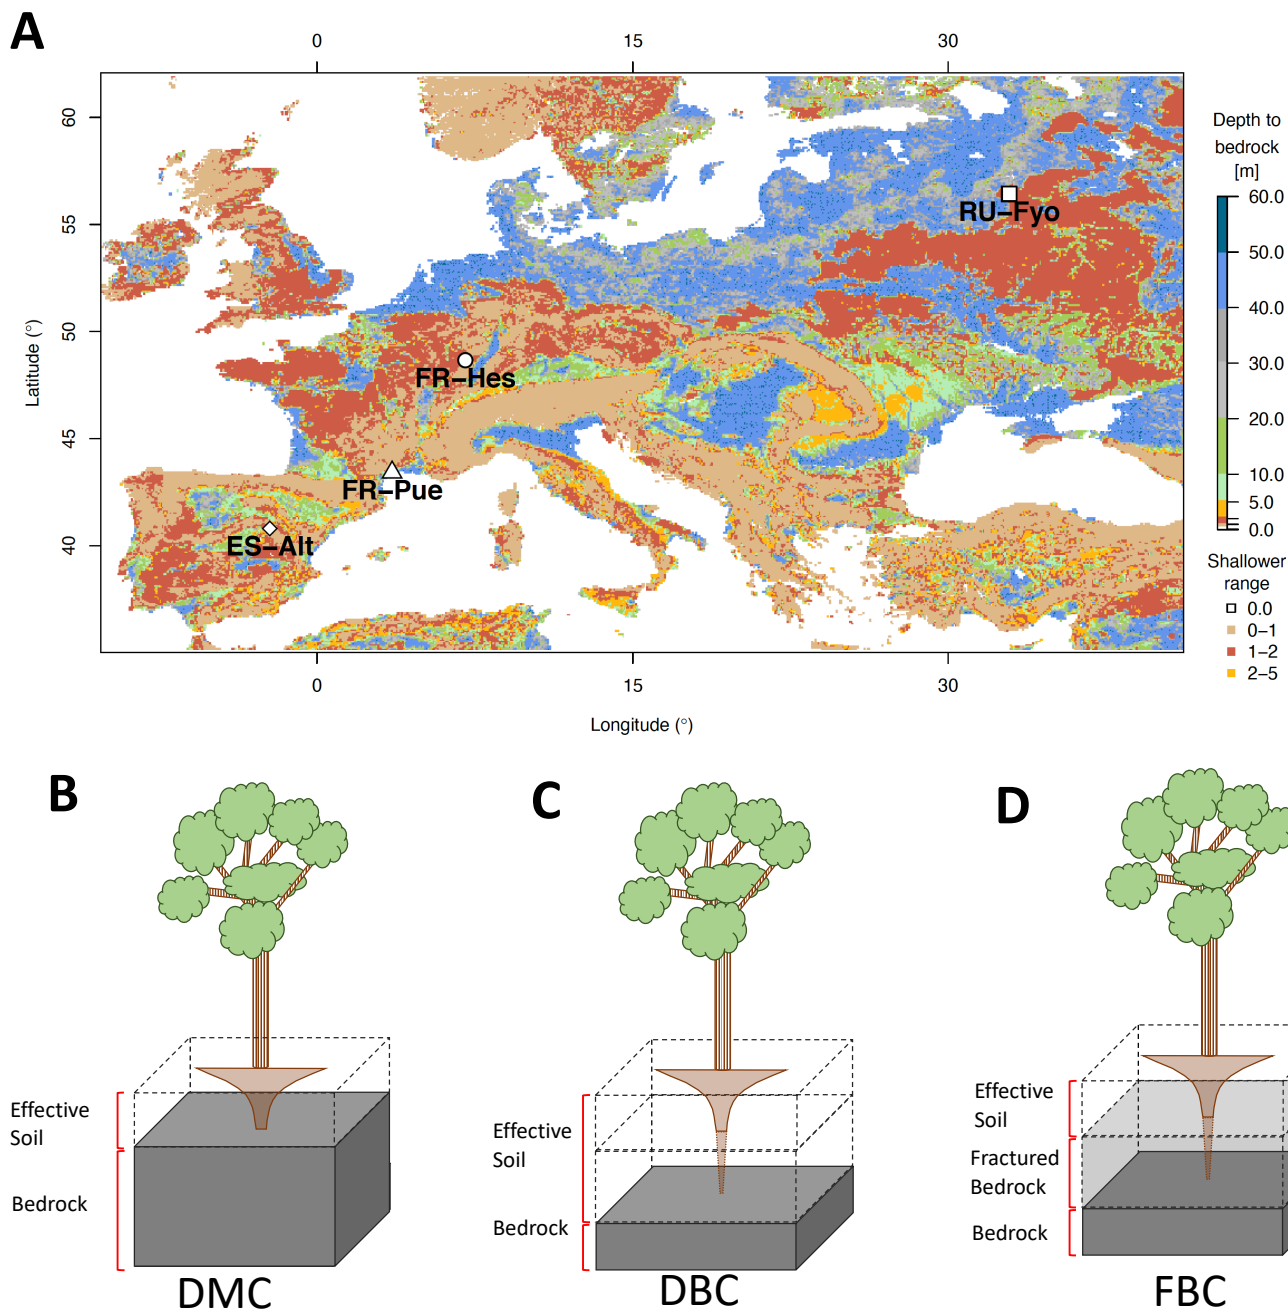 A
0 15 30
60
55
50
45
40
Latitude (°)
RU–Fyo
FR–Hes
FR–Pue
ES–Alt
0 15 30
Longitude (°)
Depth to
bedrock
[m]
60.0
50.0
40.0
30.0
20.0
10.0
5.0
0.0
Shallower
range
0.0
0–1
1–2
2–5
B
Effective
Soil
Bedrock
DMC
C
Effective
Soil
Bedrock
DBC
D
Effective
Soil
Fractured
Bedrock
Bedrock
FBC